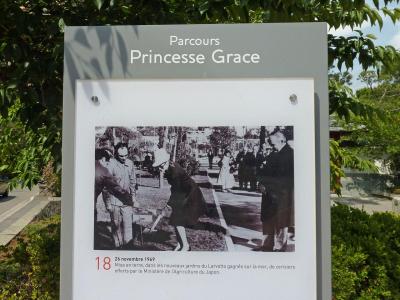 Parcours
Princesse Grace
18
26 novembre 1969
Mise en terre, dans les nouveaux jardins du Larvotto gagnés sur la mer, de cerisiers
offerts par le Ministère de l'Agriculture du Japon.